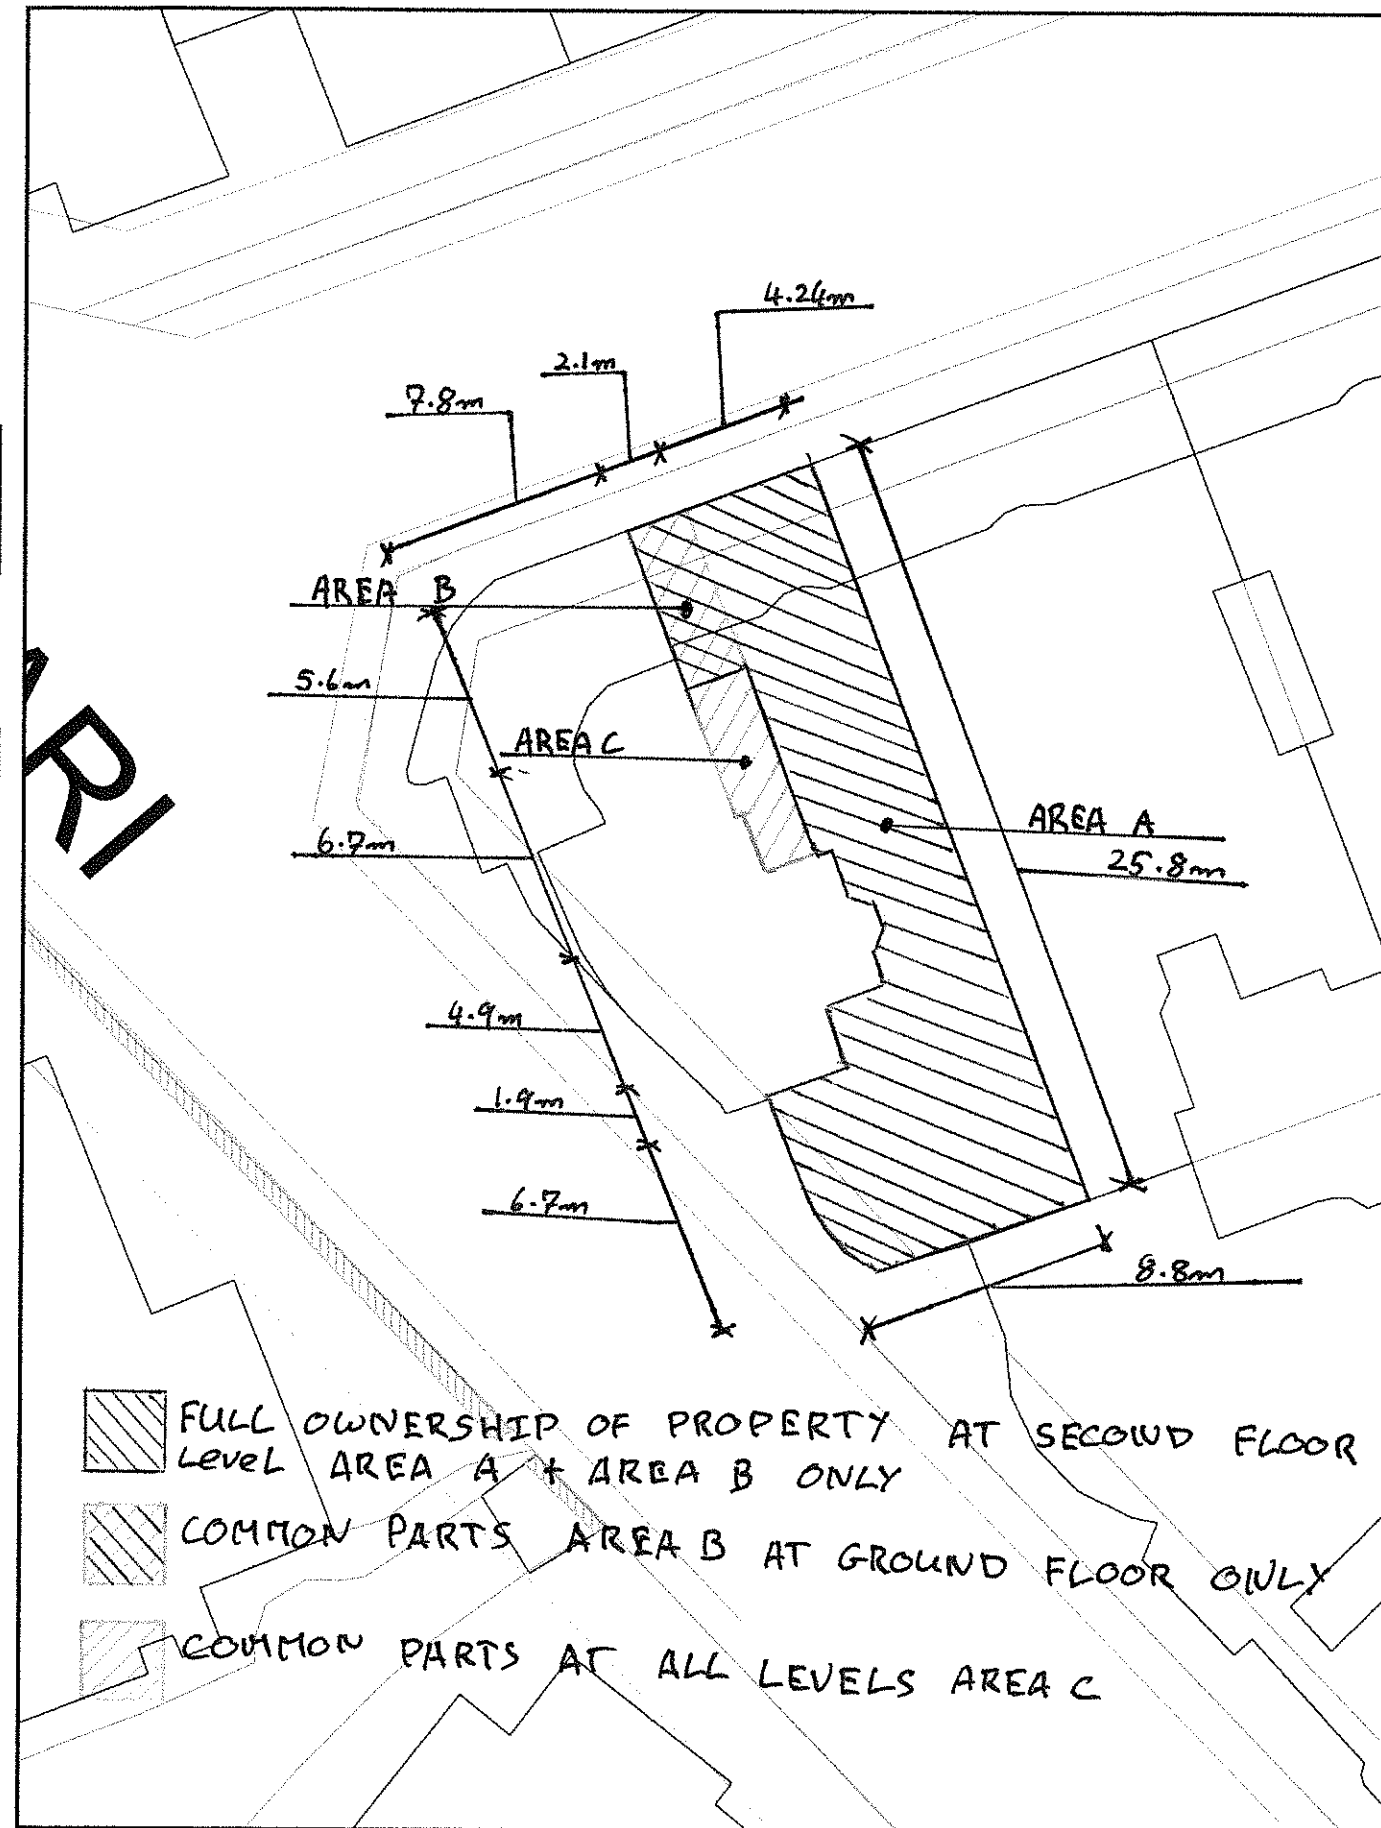 4.24m
2.1m
7.8m
AREA B
5.6m
AREA C
ARI
6.7m
AREA A
25.8m
4.9m
1.9m
6.7m
8.8m
FULL OWNERSHIP OF PROPERTY AT SECOND FLOOR
LEVEL AREA A + AREA B ONLY
COMMON PARTS AREA B AT GROUND FLOOR ONLY
COMMON PARTS AT ALL LEVELS AREA C